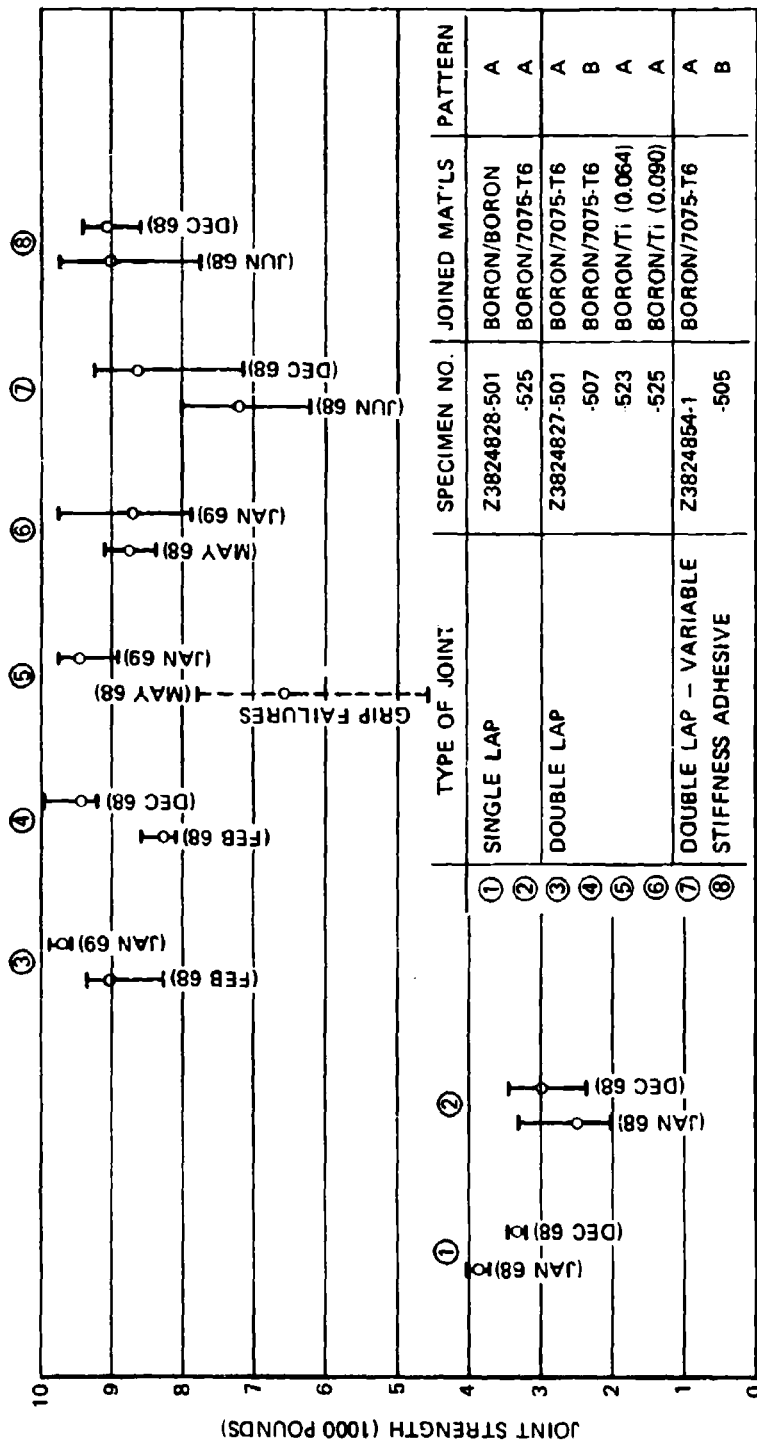 JOINT STRENGTH (1000 POUNDS)
10
9
8
7
6
5
4
3
2
1
0
①
(JAN 68)
(DEC 68)
②
(JAN 68)
(DEC 68)
③
(FEB 68)
(JAN 69)
④
(FEB 68)
(DEC 68)
⑤
(MAY 68)
GRIP FAILURES
(JAN 69)
⑥
(MAY 68)
(JAN 69)
⑦
(JUN 68)
(DEC 68)
⑧
(JUN 68)
(DEC 68)
TYPE OF JOINT SPECIMEN NO. JOINED MAT'LS PATTERN
① SINGLE LAP Z3824828-501 BORON/BORON A
② -525 BORON/7075-T6 A
③ DOUBLE LAP Z3824827-501 BORON/7075-T6 A
④ -507 BORON/7075-T6 B
⑤ -523 BORON/Ti (0.064) A
⑥ -525 BORON/Ti (0.090) A
⑦ DOUBLE LAP - VARIABLE Z3824854-1 BORON/7075-T6 A
⑧ STIFFNESS ADHESIVE -505 B